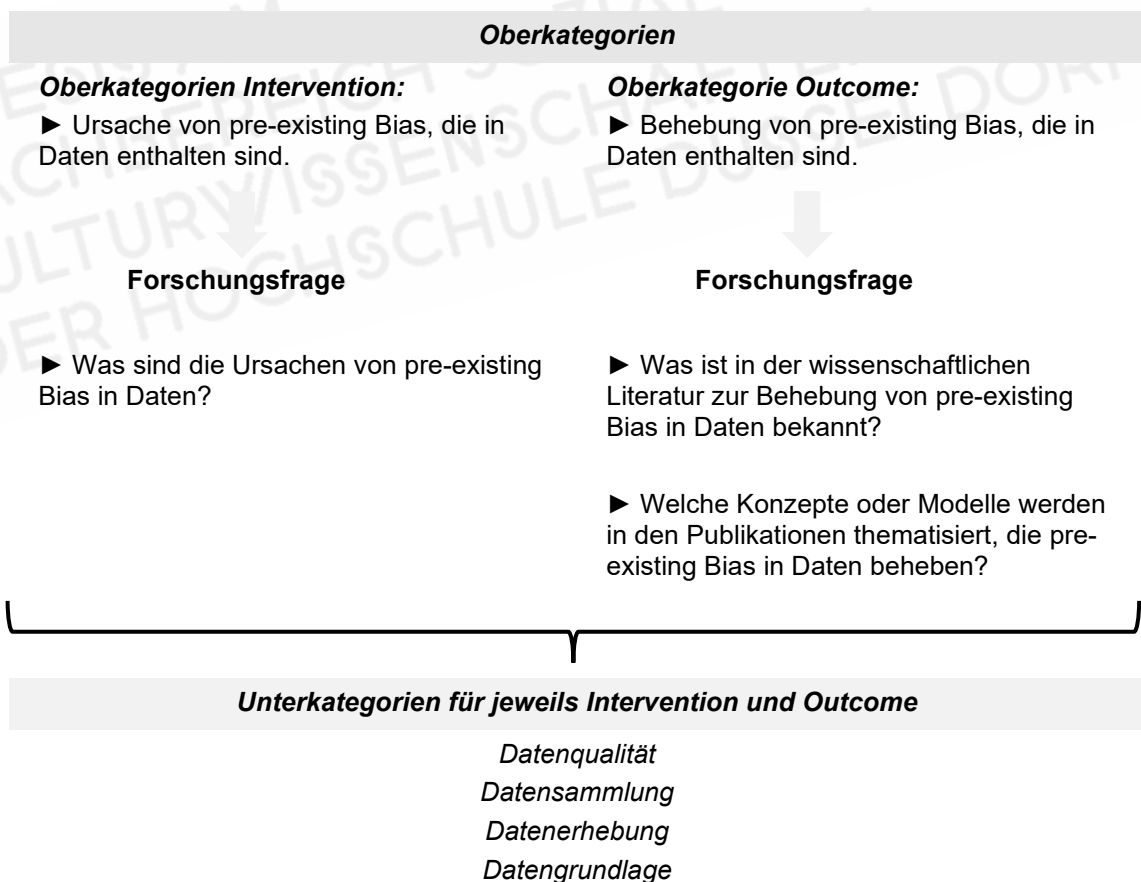 Oberkategorien
Oberkategorien Intervention:
► Ursache von pre-existing Bias, die in
Daten enthalten sind.
Oberkategorie Outcome:
► Behebung von pre-existing Bias, die in
Daten enthalten sind.
Forschungsfrage
Forschungsfrage
► Was sind die Ursachen von pre-existing
Bias in Daten?
► Was ist in der wissenschaftlichen
Literatur zur Behebung von pre-existing
Bias in Daten bekannt?
► Welche Konzepte oder Modelle werden
in den Publikationen thematisiert, die pre-
existing Bias in Daten beheben?
Unterkategorien für jeweils Intervention und Outcome
Datenqualität
Datensammlung
Datenerhebung
Datengrundlage
DER HOCHSCHULE DÜSSELDORF